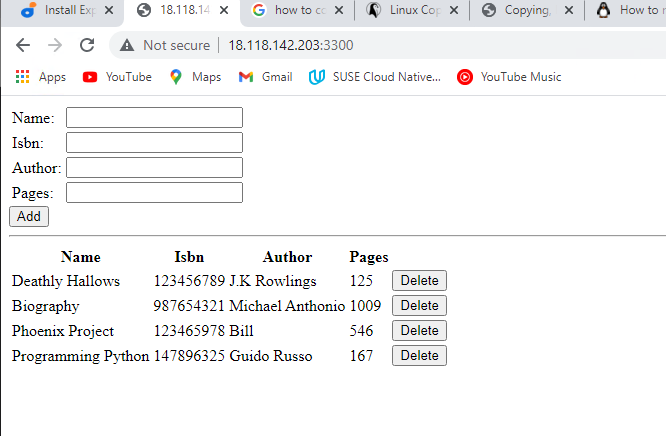 Install Exp 18.118.14 how to co Linux Cop Copying, How to r
Not secure 18.118.142.203:3300
Apps YouTube Maps Gmail SUSE Cloud Native... YouTube Music
Name:
Isbn:
Author:
Pages:
Add
Name Isbn Author Pages
Deathly Hallows 123456789 J.K Rowlings 125 Delete
Biography 987654321 Michael Anthonio 1009 Delete
Phoenix Project 123465978 Bill 546 Delete
Programming Python 147896325 Guido Russo 167 Delete